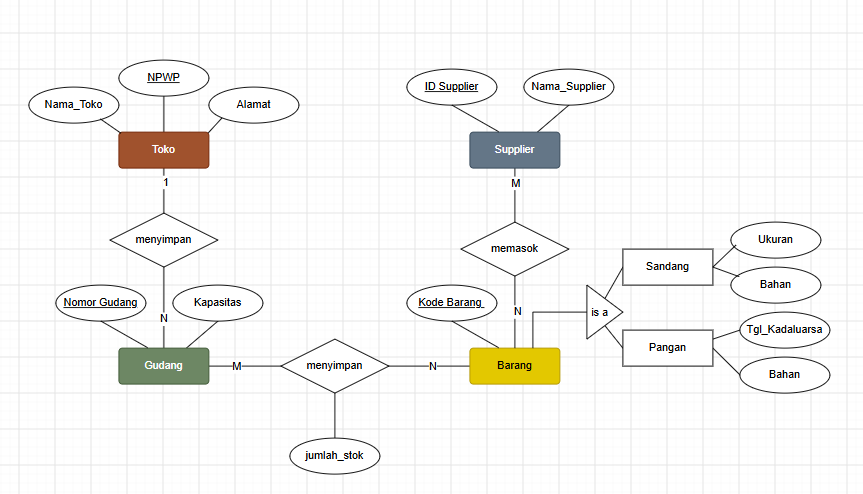 NPWP
Nama_Toko
Alamat
Toko
1
menyimpan
N
Nomor Gudang
Kapasitas
Gudang
M
menyimpan
N
jumlah_stok
ID Supplier
Nama_Supplier
Supplier
M
memasok
N
Kode Barang
Barang
is a
Sandang
Ukuran
Bahan
Pangan
Tgl_Kadaluarsa
Bahan